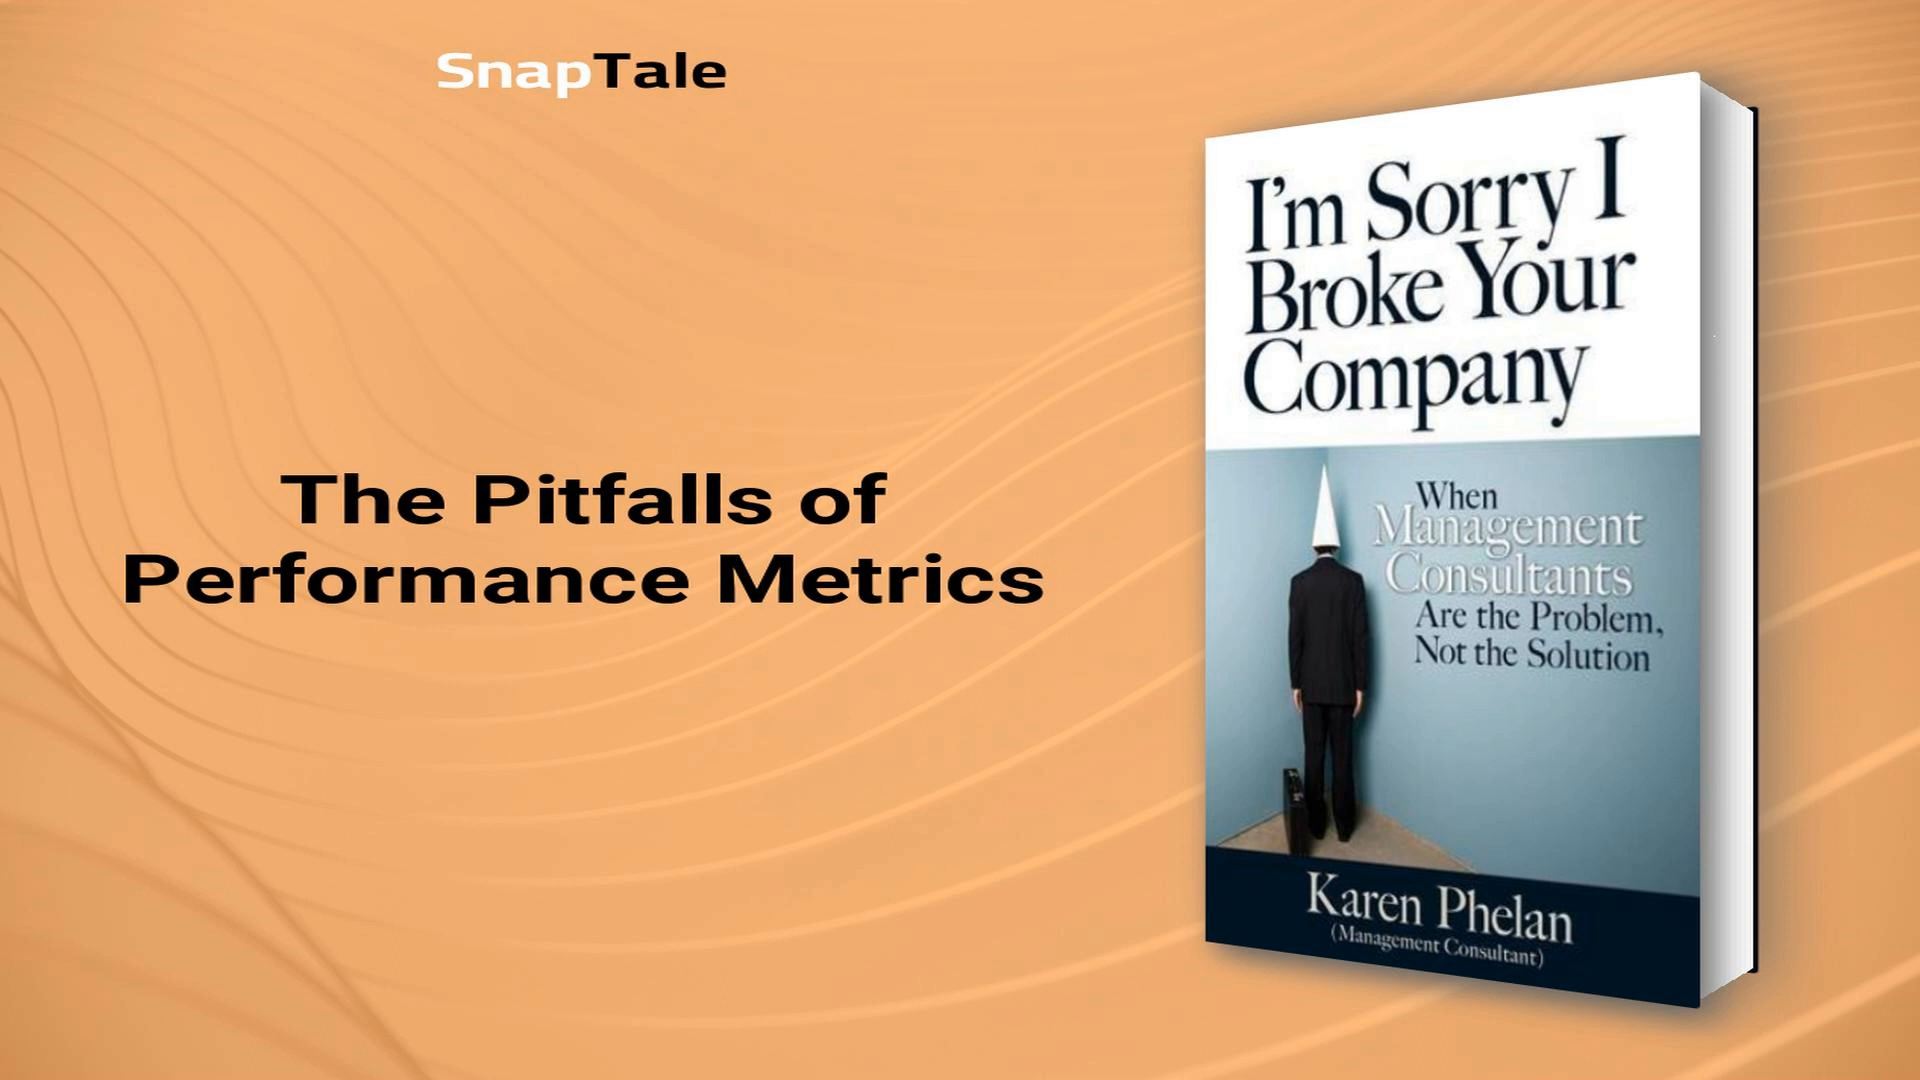 SnapTale
The Pitfalls of
Performance Metrics
I'm Sorry I
Broke Your
Company
When
Management
Consultants
Are the Problem,
Not the Solution
Karen Phelan
(Management Consultant)